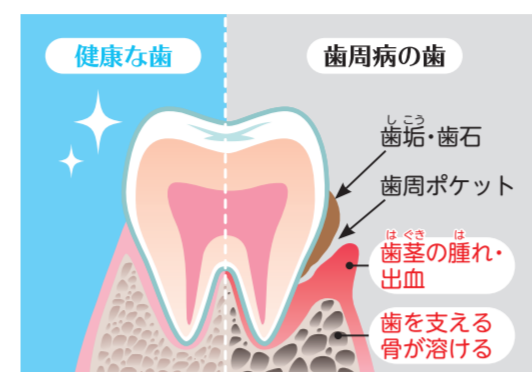 健康な歯
歯周病の歯
しこう
歯垢・歯石
歯周ポケット
はぐき は
歯茎の腫れ・
出血
歯を支える
骨が溶ける